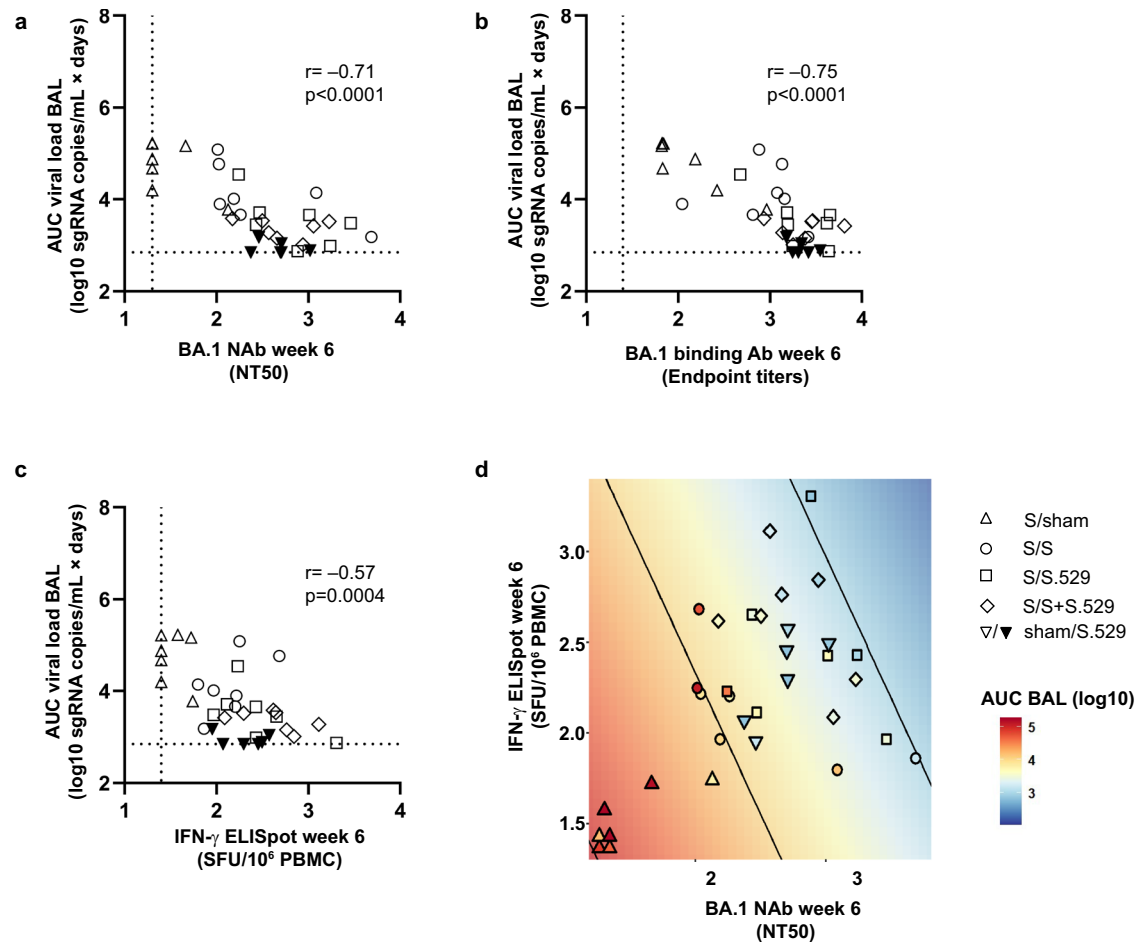 a
8
6
4
2
1
2
3
4
AUC viral load BAL
(log10 sgRNA copies/mL × days)
r= –0.71
p<0.0001
BA.1 NAb week 6
(NT50)
b
8
6
4
2
1
2
3
4
AUC viral load BAL
(log10 sgRNA copies/mL × days)
r= –0.75
p<0.0001
BA.1 binding Ab week 6
(Endpoint titers)
c
8
6
4
2
1
2
3
4
AUC viral load BAL
(log10 sgRNA copies/mL × days)
r= –0.57
p=0.0004
IFN-γ ELISpot week 6
(SFU/10⁶ PBMC)
d
3.0
2.5
2.0
1.5
2
3
IFN-γ ELISpot week 6
(SFU/10⁶ PBMC)
BA.1 NAb week 6
(NT50)
S/sham
S/S
S/S.529
S/S+S.529
/ sham/S.529
AUC BAL (log10)
5
4
3